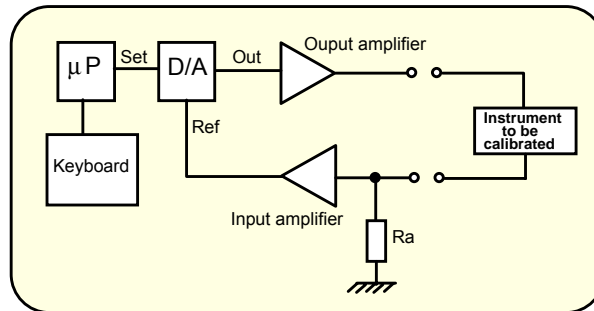 Ouput amplifier
μP
Set
D/A
Out
Instrument
to be
calibrated
Ref
Keyboard
Input amplifier
Ra